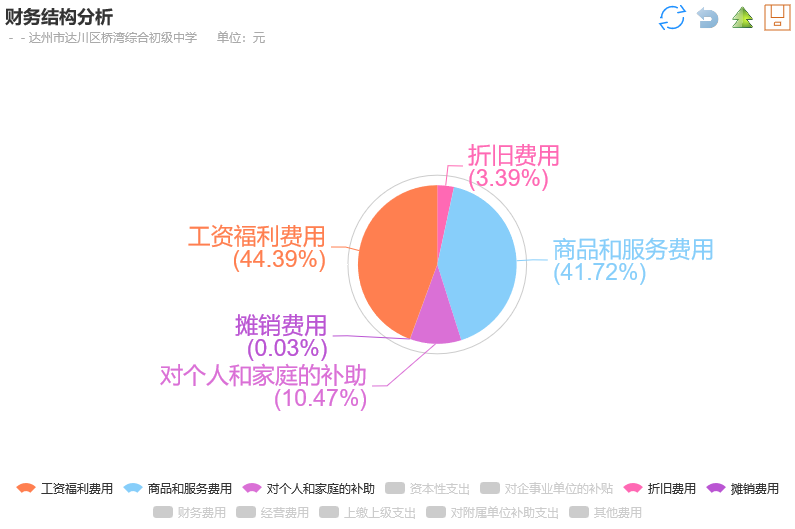 财务结构分析
- - 达州市达川区桥湾综合初级中学 单位：元
折旧费用
(3.39%)
工资福利费用
(44.39%)
商品和服务费用
(41.72%)
摊销费用
(0.03%)
对个人和家庭的补助
(10.47%)
工资福利费用 商品和服务费用 对个人和家庭的补助 资本性支出 对企事业单位的补贴 折旧费用 摊销费用
财务费用 经营费用 上缴上级支出 对附属单位补助支出 其他费用